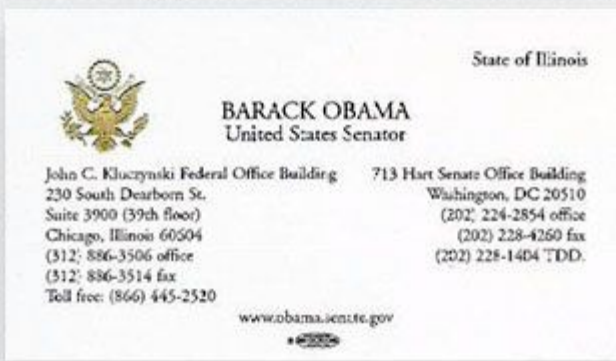 State of Illinois
BARACK OBAMA
United States Senator
John C. Kluczynski Federal Office Building
230 South Dearborn St.
Suite 3900 (39th floor)
Chicago, Illinois 60604
(312) 886-3506 office
(312) 886-3514 fax
Toll free: (866) 445-2520
713 Hart Senate Office Building
Washington, DC 20510
(202) 224-2854 office
(202) 228-4260 fax
(202) 228-1404 TDD.
www.obama.senate.gov